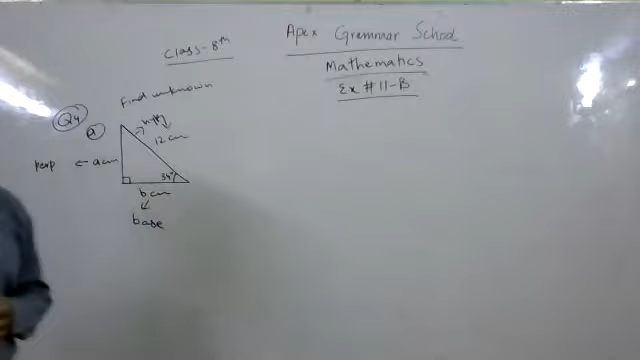 Apex Grammar School
Class-8th
Mathematics
Ex # 11-B
Find unknown
Q4
a
hyp
12 cm
perp ← a cm
34°
b cm
base